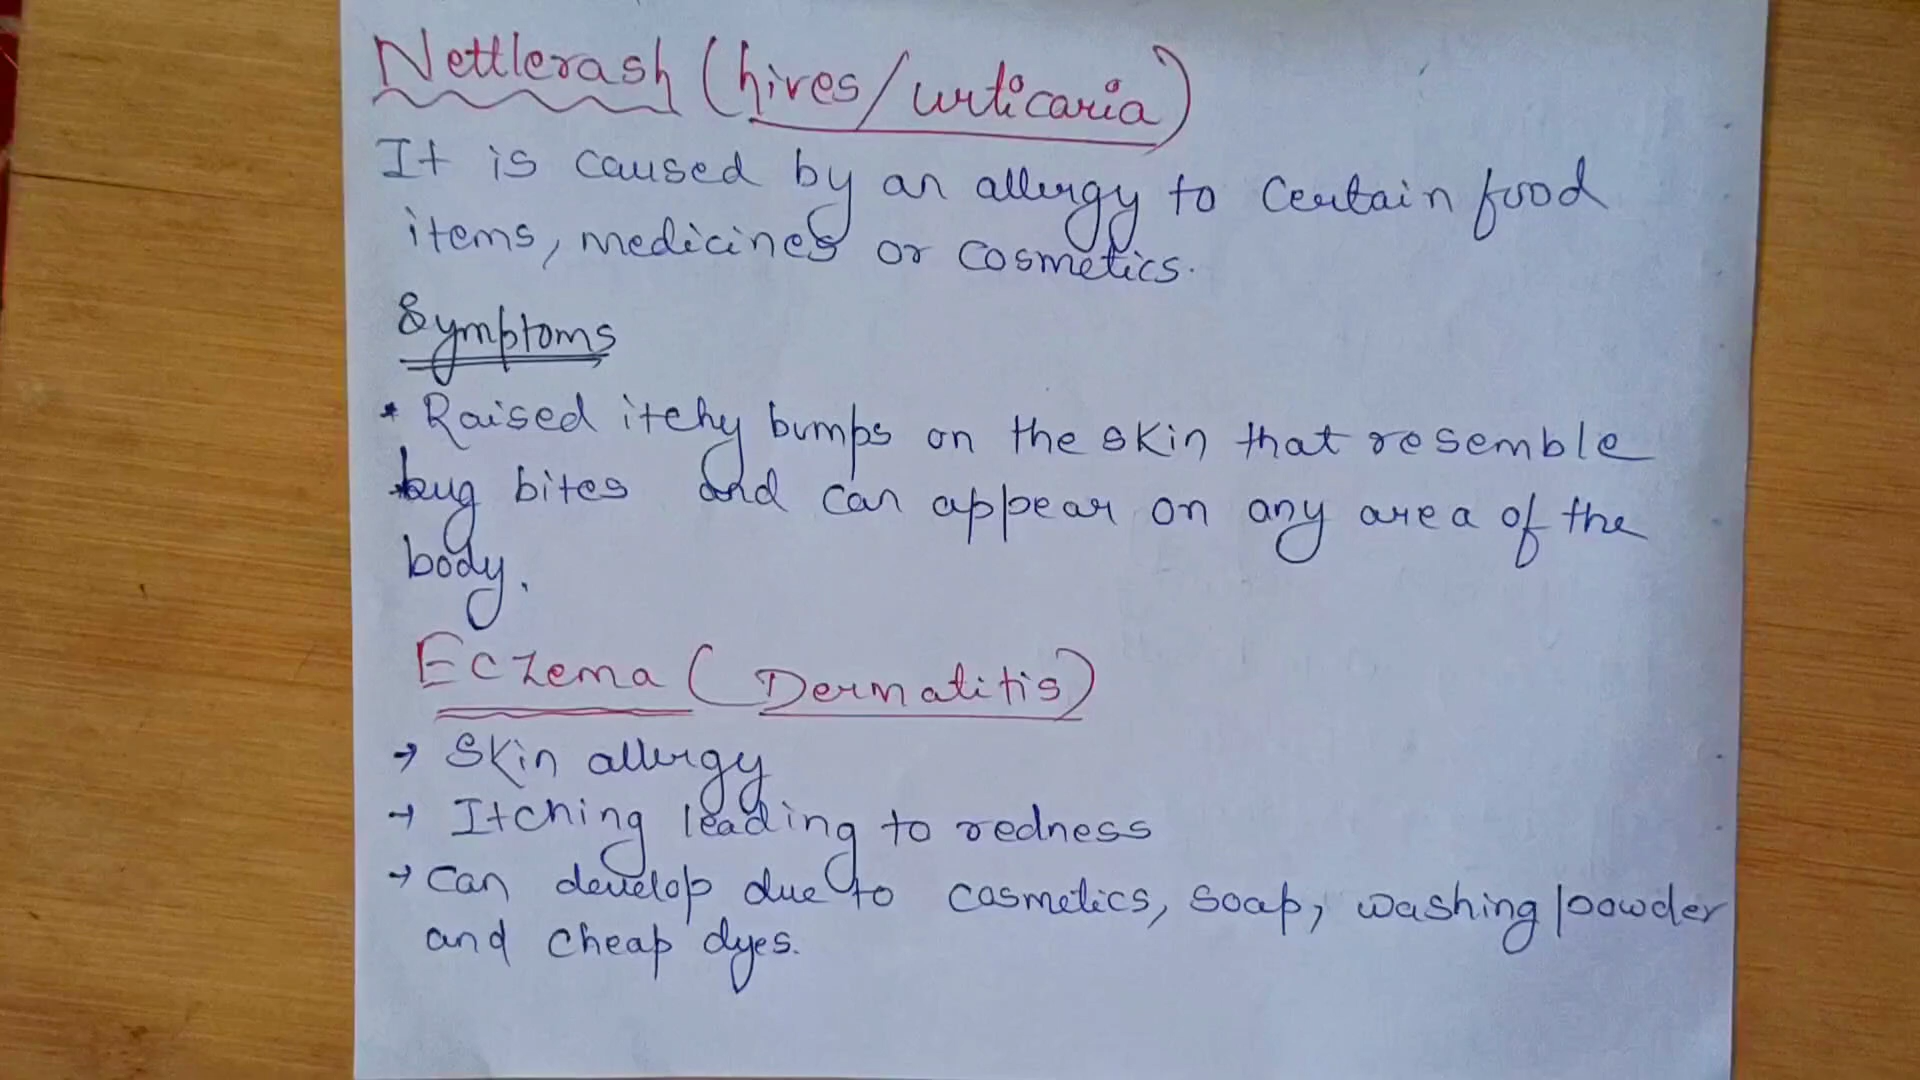 Nettlerash (hives/urticaria)
It is caused by an allergy to certain food
items, medicines or cosmetics.
Symptoms
* Raised itchy bumps on the skin that resemble
bug bites and can appear on any area of the
body.
Eczema (Dermatitis)
→ Skin allergy
→ Itching leading to redness
→ Can develop due to cosmetics, soap, washing powder
and cheap dyes.